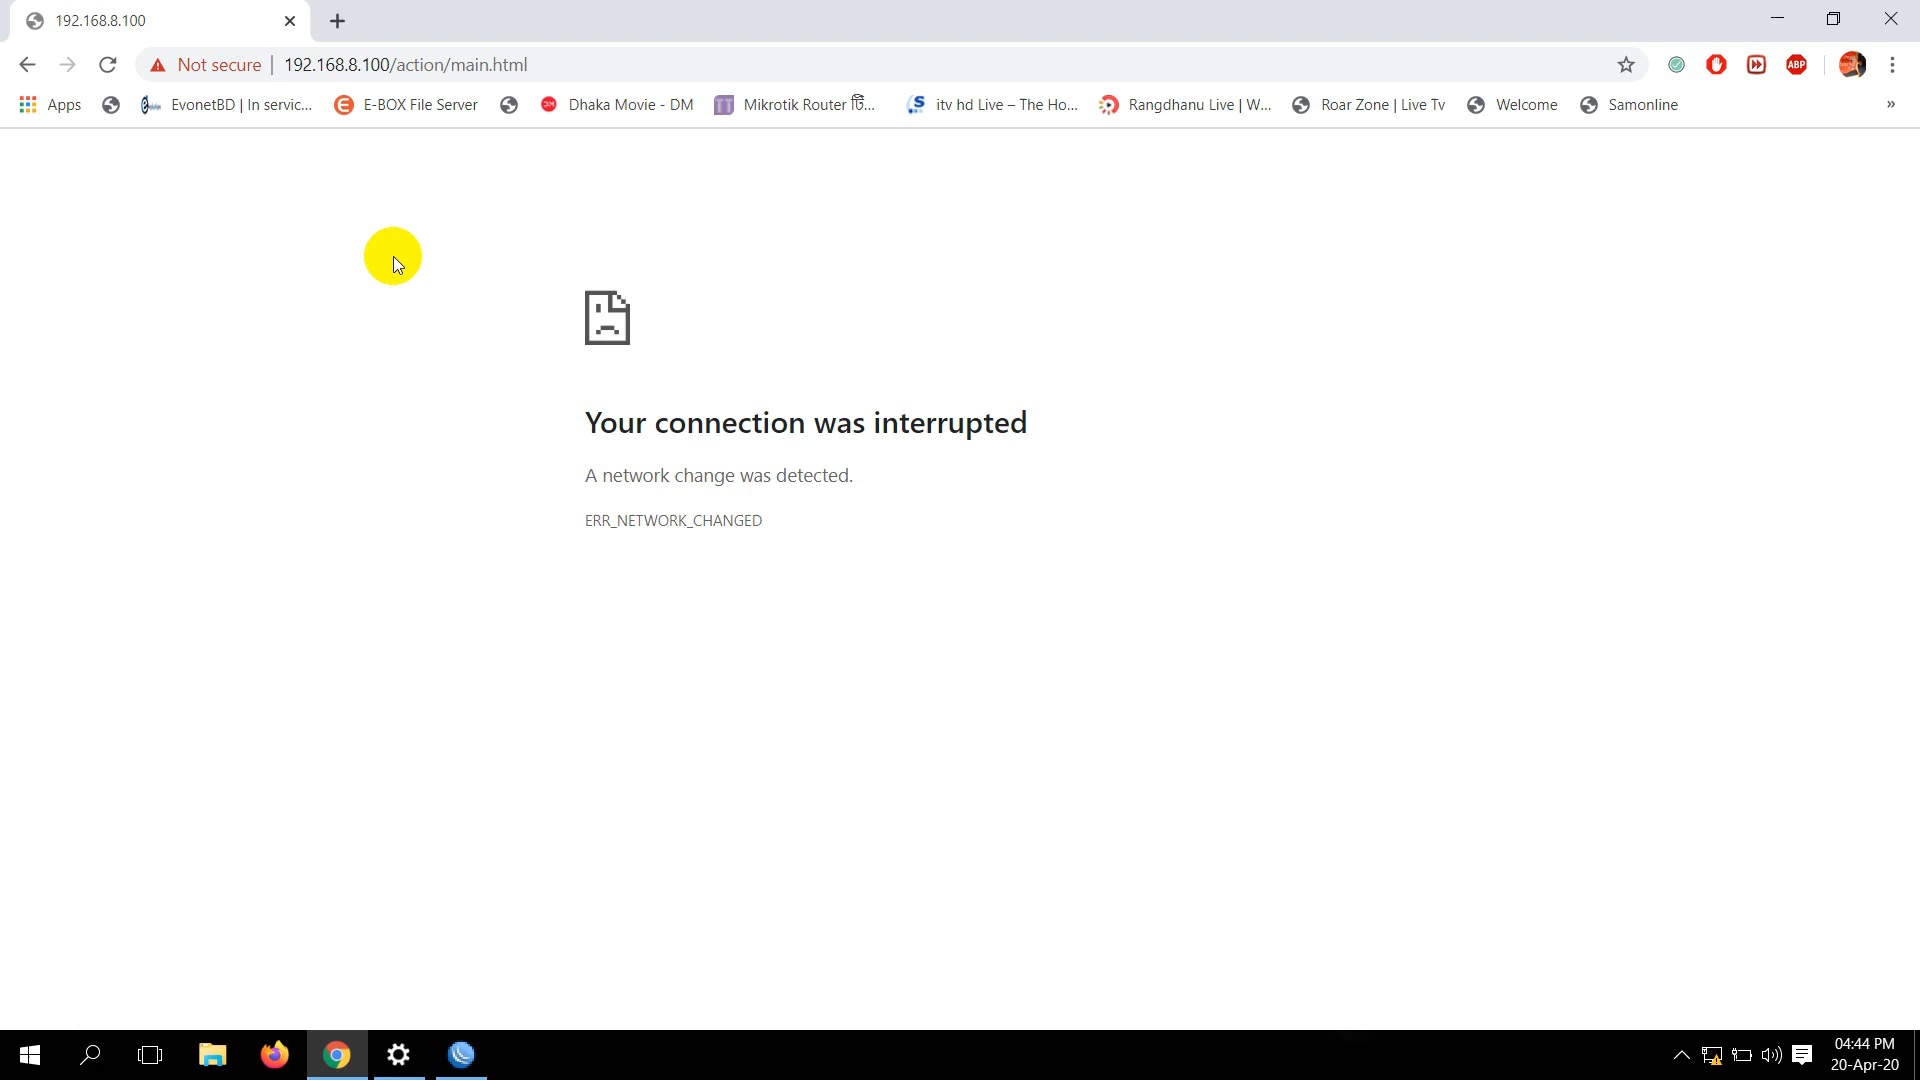 192.168.8.100
Not secure | 192.168.8.100/action/main.html
ABP
Apps EvonetBD | In servic... E-BOX File Server Dhaka Movie - DM Mikrotik Router টি... itv hd Live – The Ho... Rangdhanu Live | W... Roar Zone | Live Tv Welcome Samonline »
Your connection was interrupted
A network change was detected.
ERR_NETWORK_CHANGED
04:44 PM
20-Apr-20